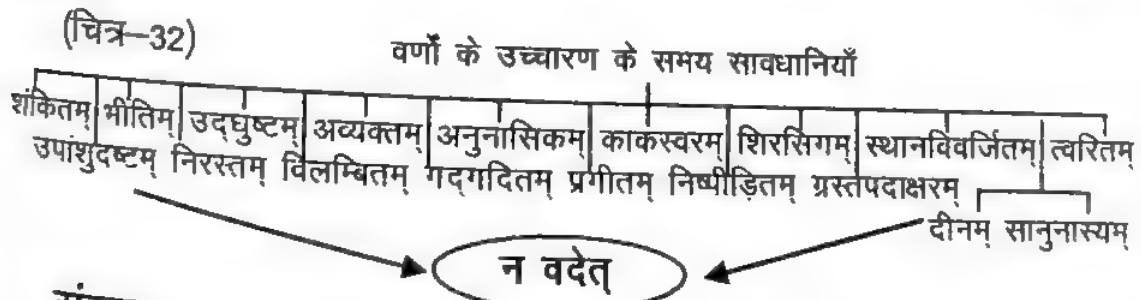 (चित्र–32)
वर्णों के उच्चारण के समय सावधानियाँ
शंकितम् भीतिम् उद्घुष्टम् अव्यक्तम् अनुनासिकम् काकस्वरम् शिरसिगम् स्थानविवर्जितम् त्वरितम्
उपांशुदष्टम् निरस्तम् विलम्बितम् गद्गदितम् प्रगीतम् निष्पीड़ितम् ग्रस्तपदाक्षरम्
दीनम् सानुनास्यम्
न वदेत्